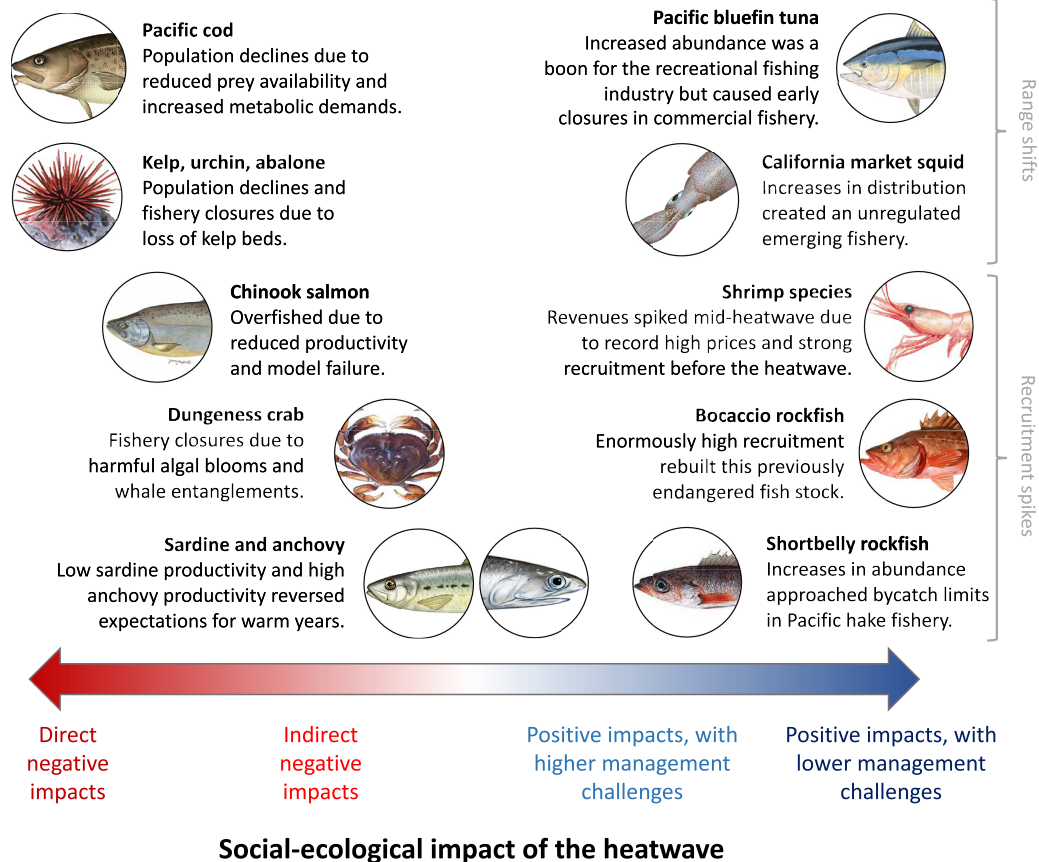 Pacific cod
Population declines due to
reduced prey availability and
increased metabolic demands.
Pacific bluefin tuna
Increased abundance was a
boon for the recreational fishing
industry but caused early
closures in commercial fishery.
Kelp, urchin, abalone
Population declines and
fishery closures due to
loss of kelp beds.
California market squid
Increases in distribution
created an unregulated
emerging fishery.
Range shifts
Chinook salmon
Overfished due to
reduced productivity
and model failure.
Shrimp species
Revenues spiked mid-heatwave due
to record high prices and strong
recruitment before the heatwave.
Dungeness crab
Fishery closures due to
harmful algal blooms and
whale entanglements.
Bocaccio rockfish
Enormously high recruitment
rebuilt this previously
endangered fish stock.
Sardine and anchovy
Low sardine productivity and high
anchovy productivity reversed
expectations for warm years.
Shortbelly rockfish
Increases in abundance
approached bycatch limits
in Pacific hake fishery.
Recruitment spikes
Direct
negative
impacts
Indirect
negative
impacts
Positive impacts, with
higher management
challenges
Positive impacts, with
lower management
challenges
Social-ecological impact of the heatwave